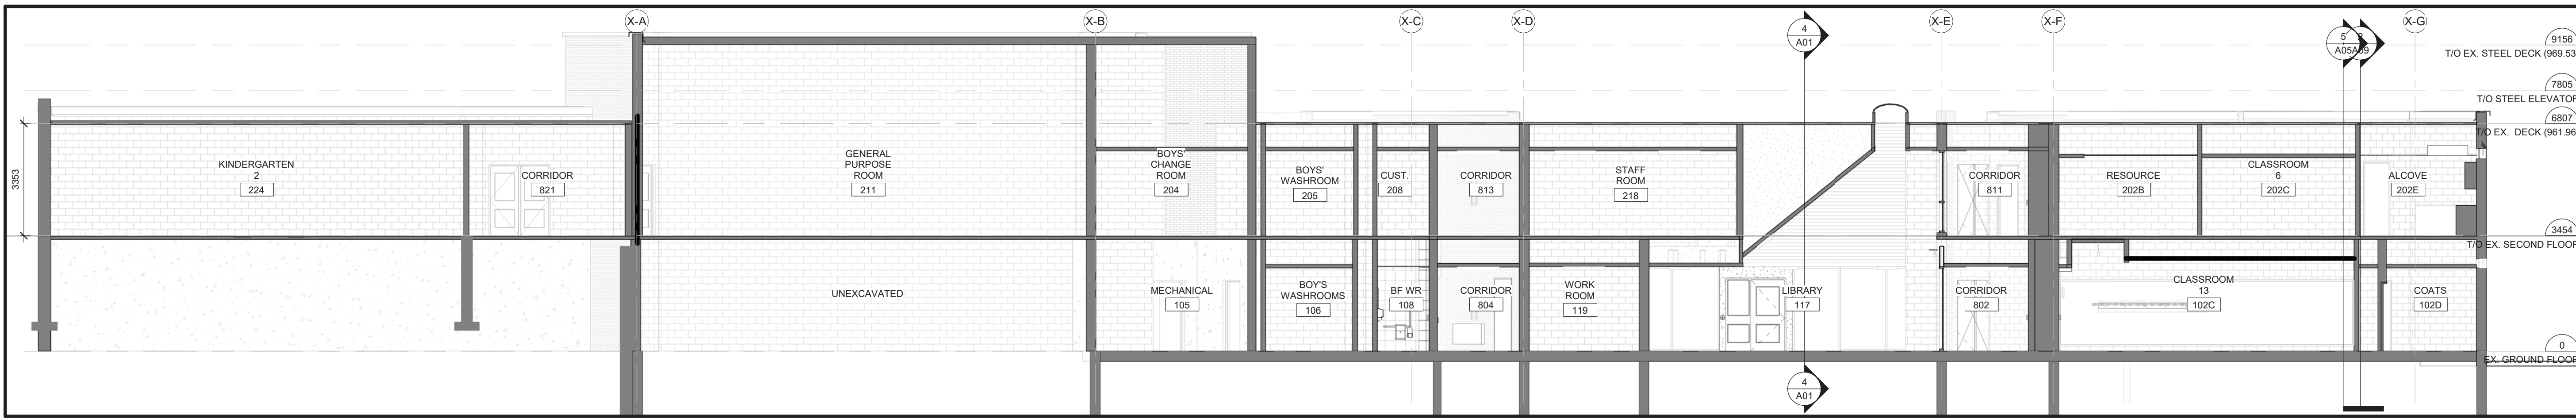 X-A
X-B
X-C
X-D
X-E
X-F
X-G
4
A01
5
A05
A09
9156
T/O EX. STEEL DECK (969.53
7805
T/O STEEL ELEVATOR
6807
T/O EX. DECK (961.96
3353
KINDERGARTEN
2
224
CORRIDOR
821
GENERAL
PURPOSE
ROOM
211
BOYS'
CHANGE
ROOM
204
BOYS'
WASHROOM
205
CUST.
208
CORRIDOR
813
STAFF
ROOM
218
CORRIDOR
811
RESOURCE
202B
CLASSROOM
6
202C
ALCOVE
202E
3454
T/O EX. SECOND FLOOR
UNEXCAVATED
MECHANICAL
105
BOY'S
WASHROOMS
106
BF WR
108
CORRIDOR
804
WORK
ROOM
119
LIBRARY
117
CORRIDOR
802
CLASSROOM
13
102C
COATS
102D
0
EX. GROUND FLOOR
4
A01